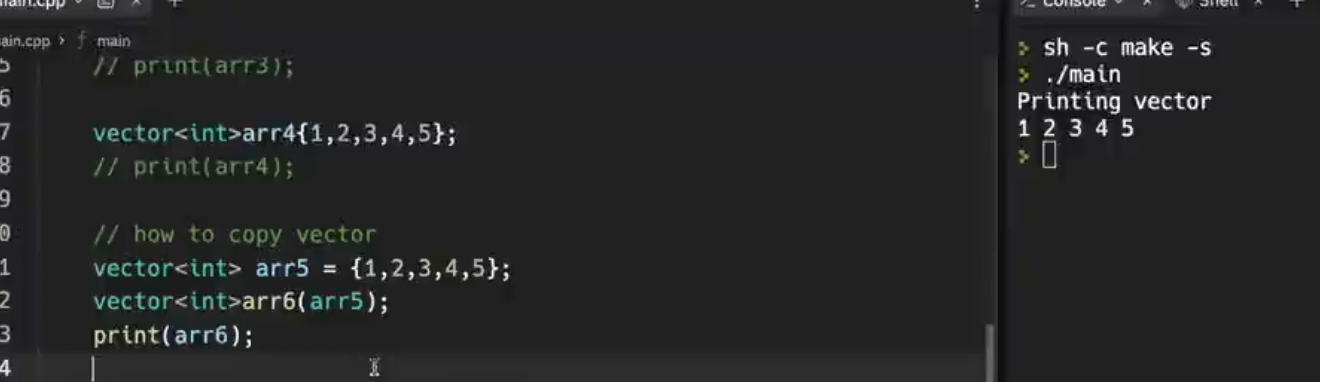 main.cpp
Console
Shell
ain.cpp > f main
5 // print(arr3);
6
7 vector<int>arr4{1,2,3,4,5};
8 // print(arr4);
9
0 // how to copy vector
1 vector<int> arr5 = {1,2,3,4,5};
2 vector<int>arr6(arr5);
3 print(arr6);
4
> sh -c make -s
> ./main
Printing vector
1 2 3 4 5
>